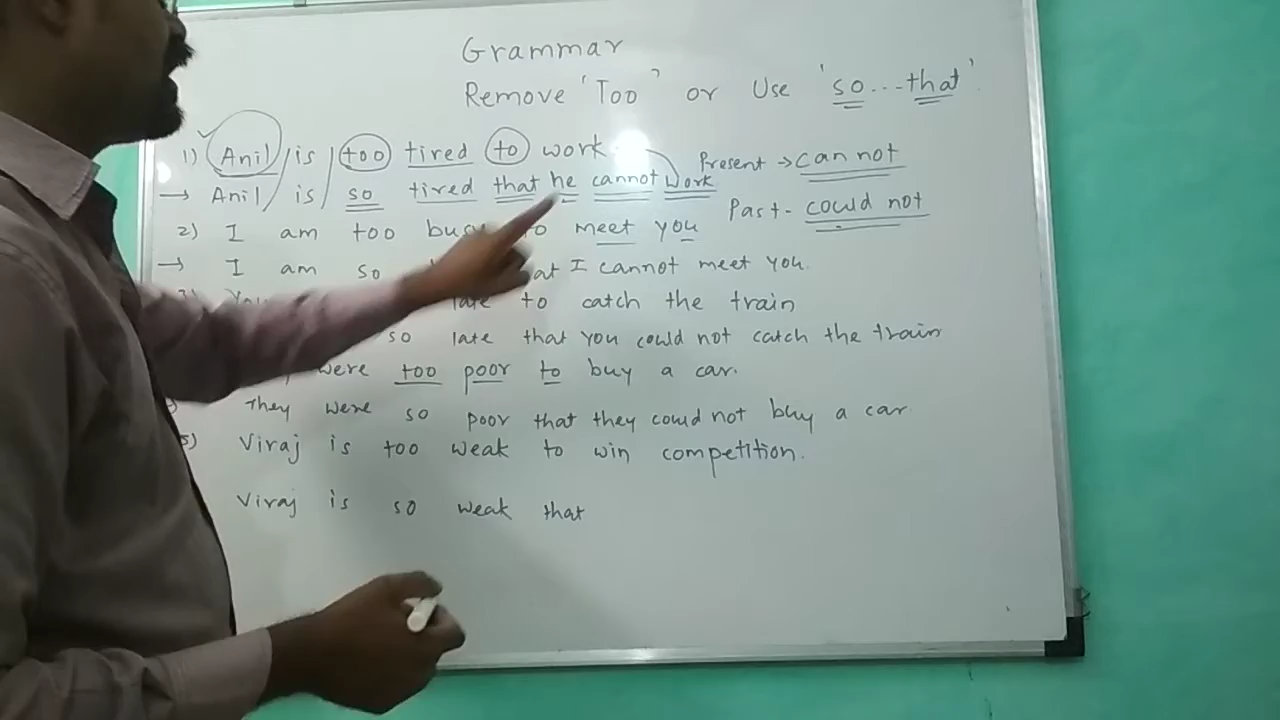 Grammar
Remove 'Too' or Use 'so...that'.
1) Anil / is / too tired to work
Present → cannot
→ Anil / is / so tired that he cannot work
Past - could not
2) I am too to meet you
→ I am so I cannot meet you.
late to catch the train
so late that you could not catch the train
were too poor to buy a car.
They were so poor that they could not buy a car
5) Viraj is too weak to win competition.
Viraj is so weak that